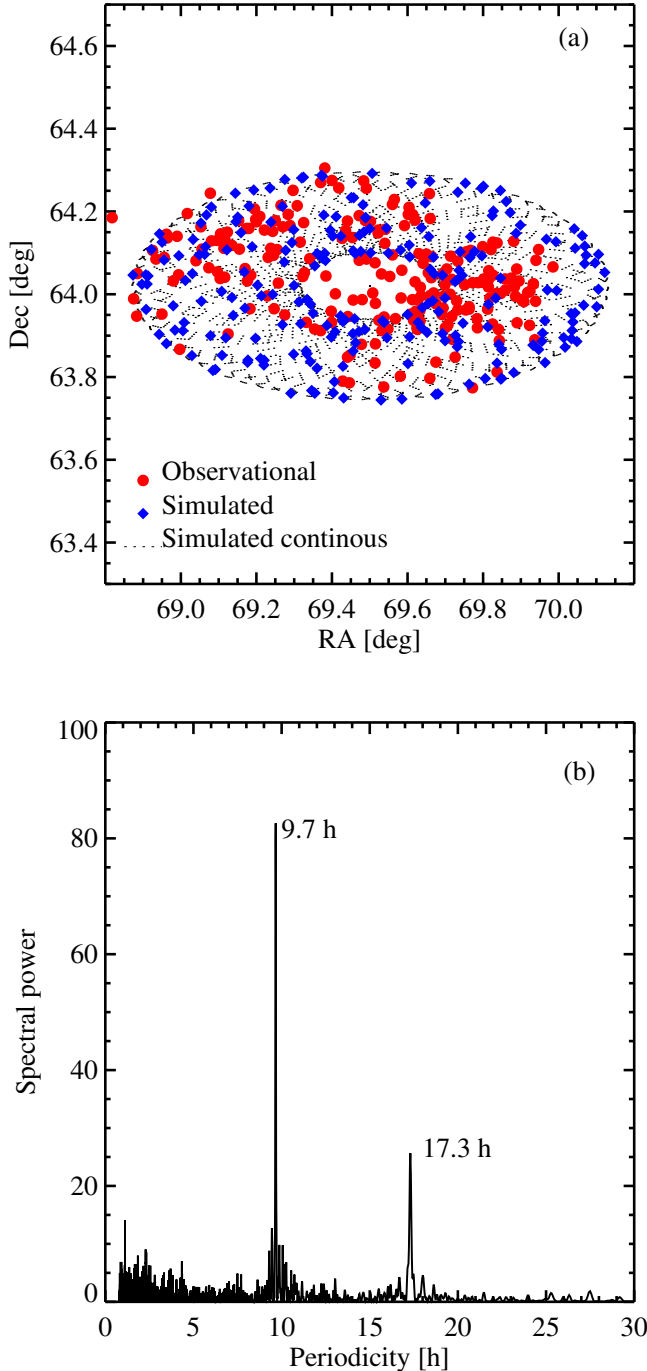 (a)
64.6
64.4
64.2
64.0
63.8
63.6
63.4
Dec [deg]
Observational
Simulated
Simulated continous
69.0 69.2 69.4 69.6 69.8 70.0
RA [deg]
(b)
100
80
60
40
20
0
Spectral power
9.7 h
17.3 h
0 5 10 15 20 25 30
Periodicity [h]